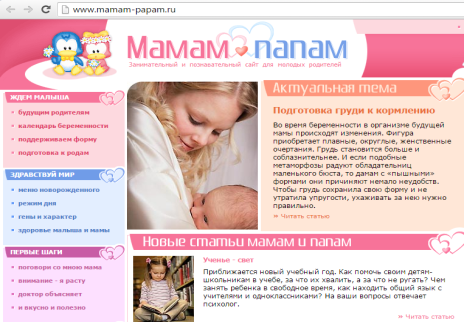 www.mamam-papam.ru
Мамам папам
Занимательный и познавательный сайт для молодых родителей
ЖДЕМ МАЛЫША
будущим родителям
календарь беременности
поддерживаем форму
подготовка к родам
ЗДРАВСТВУЙ МИР
меню новорожденного
режим дня
гены и характер
здоровье малыша и мамы
ПЕРВЫЕ ШАГИ
поговори со мною мама
внимание - я расту
доктор объясняет
и вкусно и полезно
Актуальная тема
Подготовка груди к кормлению
Во время беременности в организме будущей
мамы происходят изменения. Фигура
приобретает плавные, округлые, женственные
очертания. Грудь становится больше и
соблазнительнее. И если подобные
метаморфозы радуют обладательниц
маленького бюста, то дамам с «пышными»
формами они причиняют немало неудобств.
Чтобы грудь сохранила свою форму и не
утратила упругости, ухаживать за нею нужно
правильно.
» Читать статью
Новые статьи мамам и папам
Ученье - свет
Приближается новый учебный год. Как помочь своим детям-
школьникам в учебе, за что их хвалить, а за что не ругать? Чем
занять ребенка в свободное время, как находить общий язык с
учителями и одноклассниками? На ваши вопросы отвечает
психолог.
» Читать статью